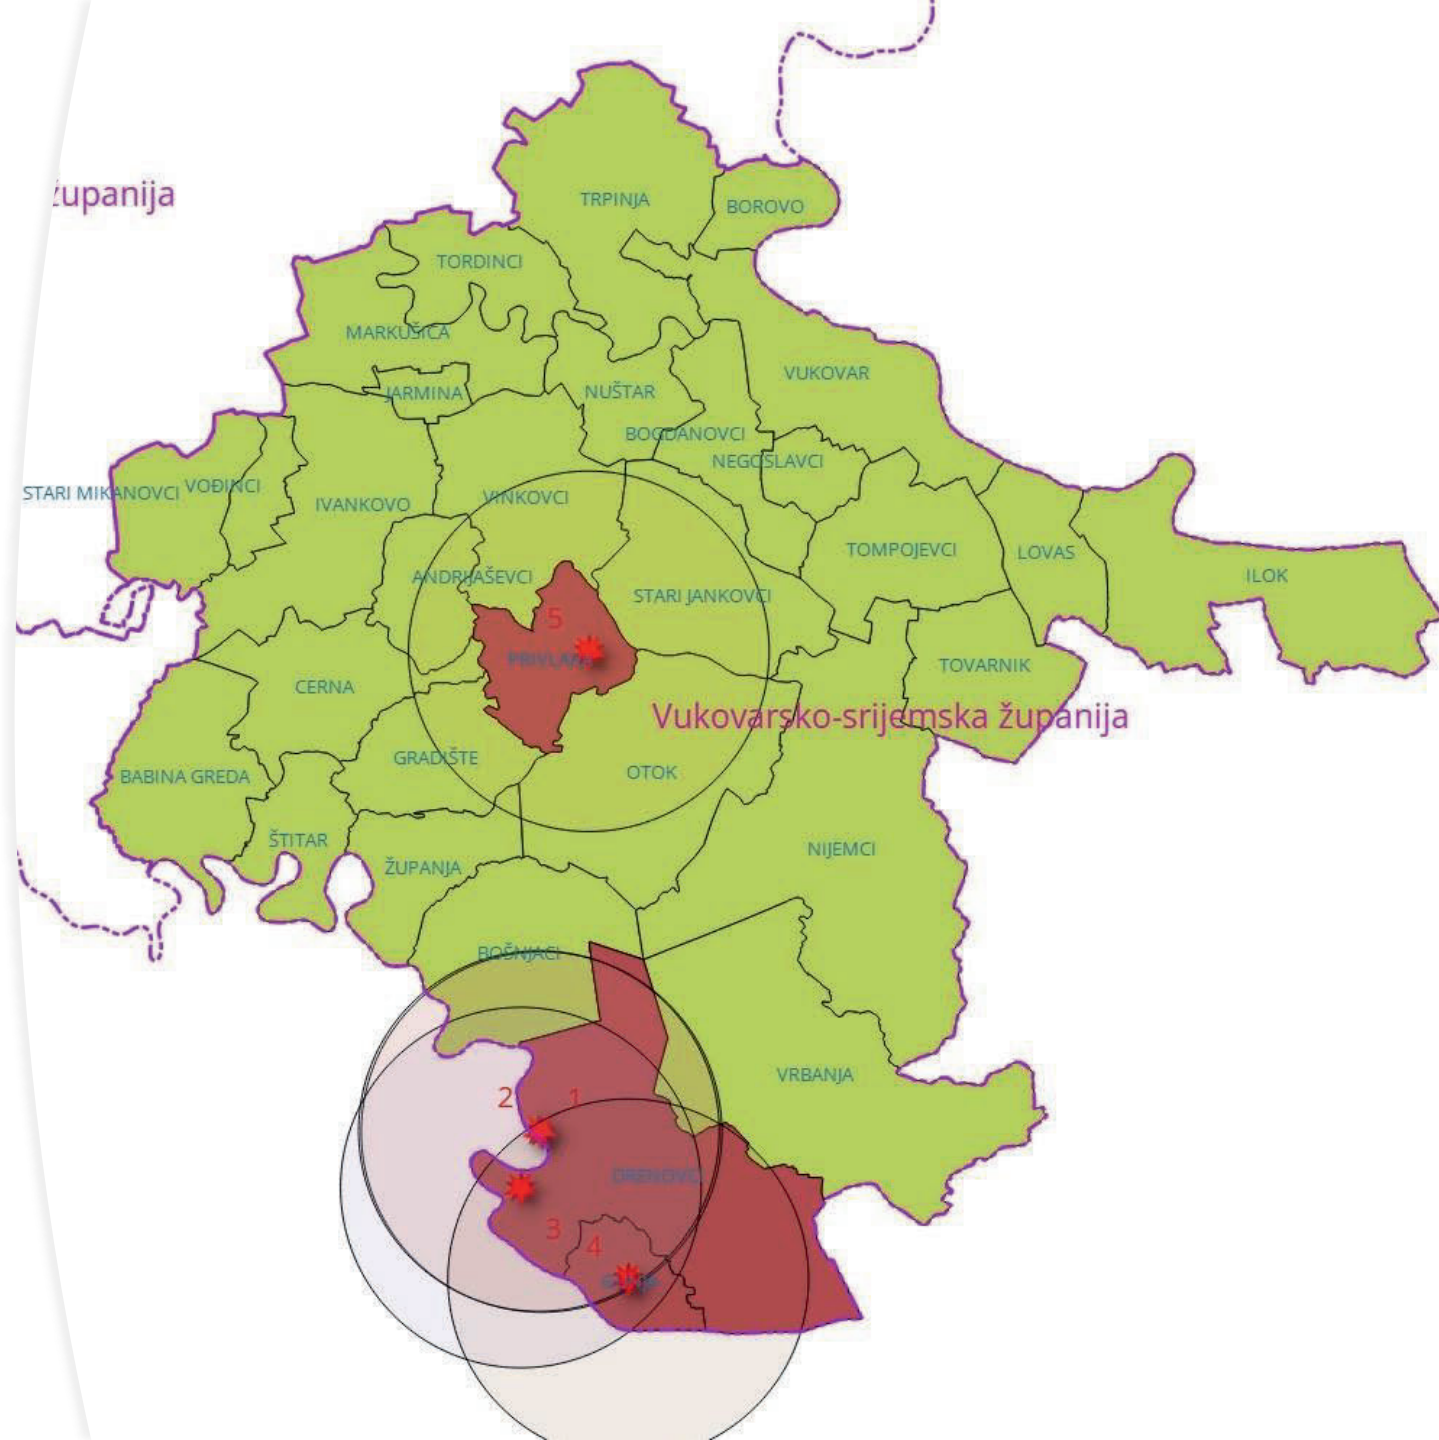 županija
TRPINJA
BOROVO
TORDINCI
MARKUŠICA
VUKOVAR
JARMINA
NUŠTAR
BOGDANOVCI
NEGOSLAVCI
STARI MIKANOVCI
VOĐINCI
IVANKOVO
VINKOVCI
TOMPOJEVCI
LOVAS
ILOK
ANDRIJAŠEVCI
STARI JANKOVCI
5
TOVARNIK
CERNA
Vukovarsko-srijemska županija
GRADIŠTE
OTOK
BABINA GREDA
ŠTITAR
NIJEMCI
ŽUPANJA
BOŠNJACI
VRBANJA
2
1
DRENOVCI
3
4